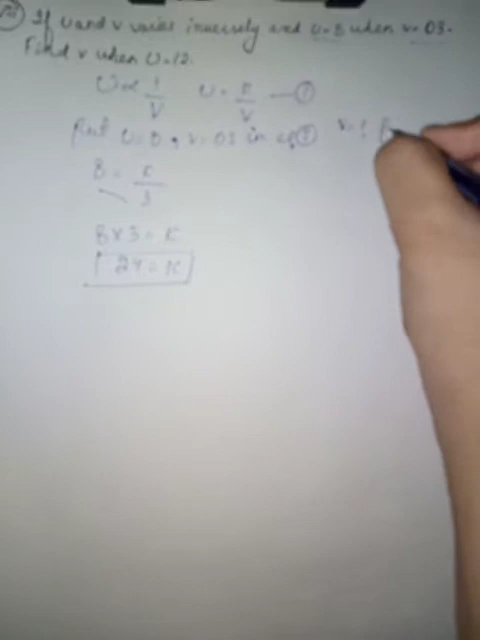 If U and V varies inversely and U=8 when V=03.
Find V when U=12.
U∝1/V U=K/V —①
Put U=8, V=03 in eq①
V=?
8=K/3
8×3=K
24=K